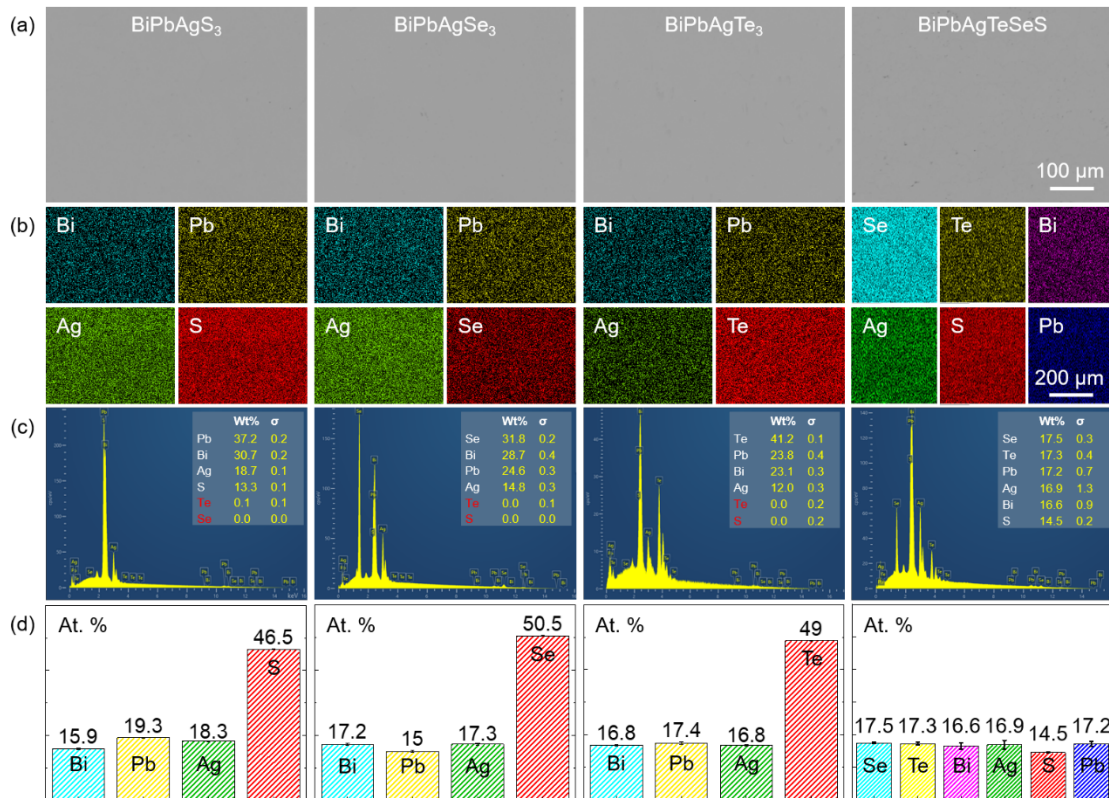 (a)
BiPbAgS₃
BiPbAgSe₃
BiPbAgTe₃
BiPbAgTeSeS
100 µm
(b)
Bi
Pb
Bi
Pb
Bi
Pb
Se
Te
Bi
Ag
S
Ag
Se
Ag
Te
Ag
S
Pb
200 µm
(c)
Wt% σ
Pb 37.2 0.2
Bi 30.7 0.2
Ag 18.7 0.1
S 13.3 0.1
Te 0.1 0.1
Se 0.0 0.0
Wt% σ
Se 31.8 0.2
Bi 28.7 0.4
Pb 24.6 0.3
Ag 14.8 0.3
Te 0.0 0.1
S 0.0 0.0
Wt% σ
Te 41.2 0.1
Pb 23.8 0.4
Bi 23.1 0.3
Ag 12.0 0.3
Te 0.0 0.2
S 0.0 0.2
Wt% σ
Se 17.5 0.3
Te 17.3 0.4
Pb 17.2 0.7
Ag 16.9 1.3
Bi 16.6 0.9
S 14.5 0.2
(d)
At. %
15.9 19.3 18.3 46.5
Bi Pb Ag S
At. %
17.2 15 17.3 50.5
Bi Pb Ag Se
At. %
16.8 17.4 16.8 49
Bi Pb Ag Te
At. %
17.5 17.3 16.6 16.9 14.5 17.2
Se Te Bi Ag S Pb